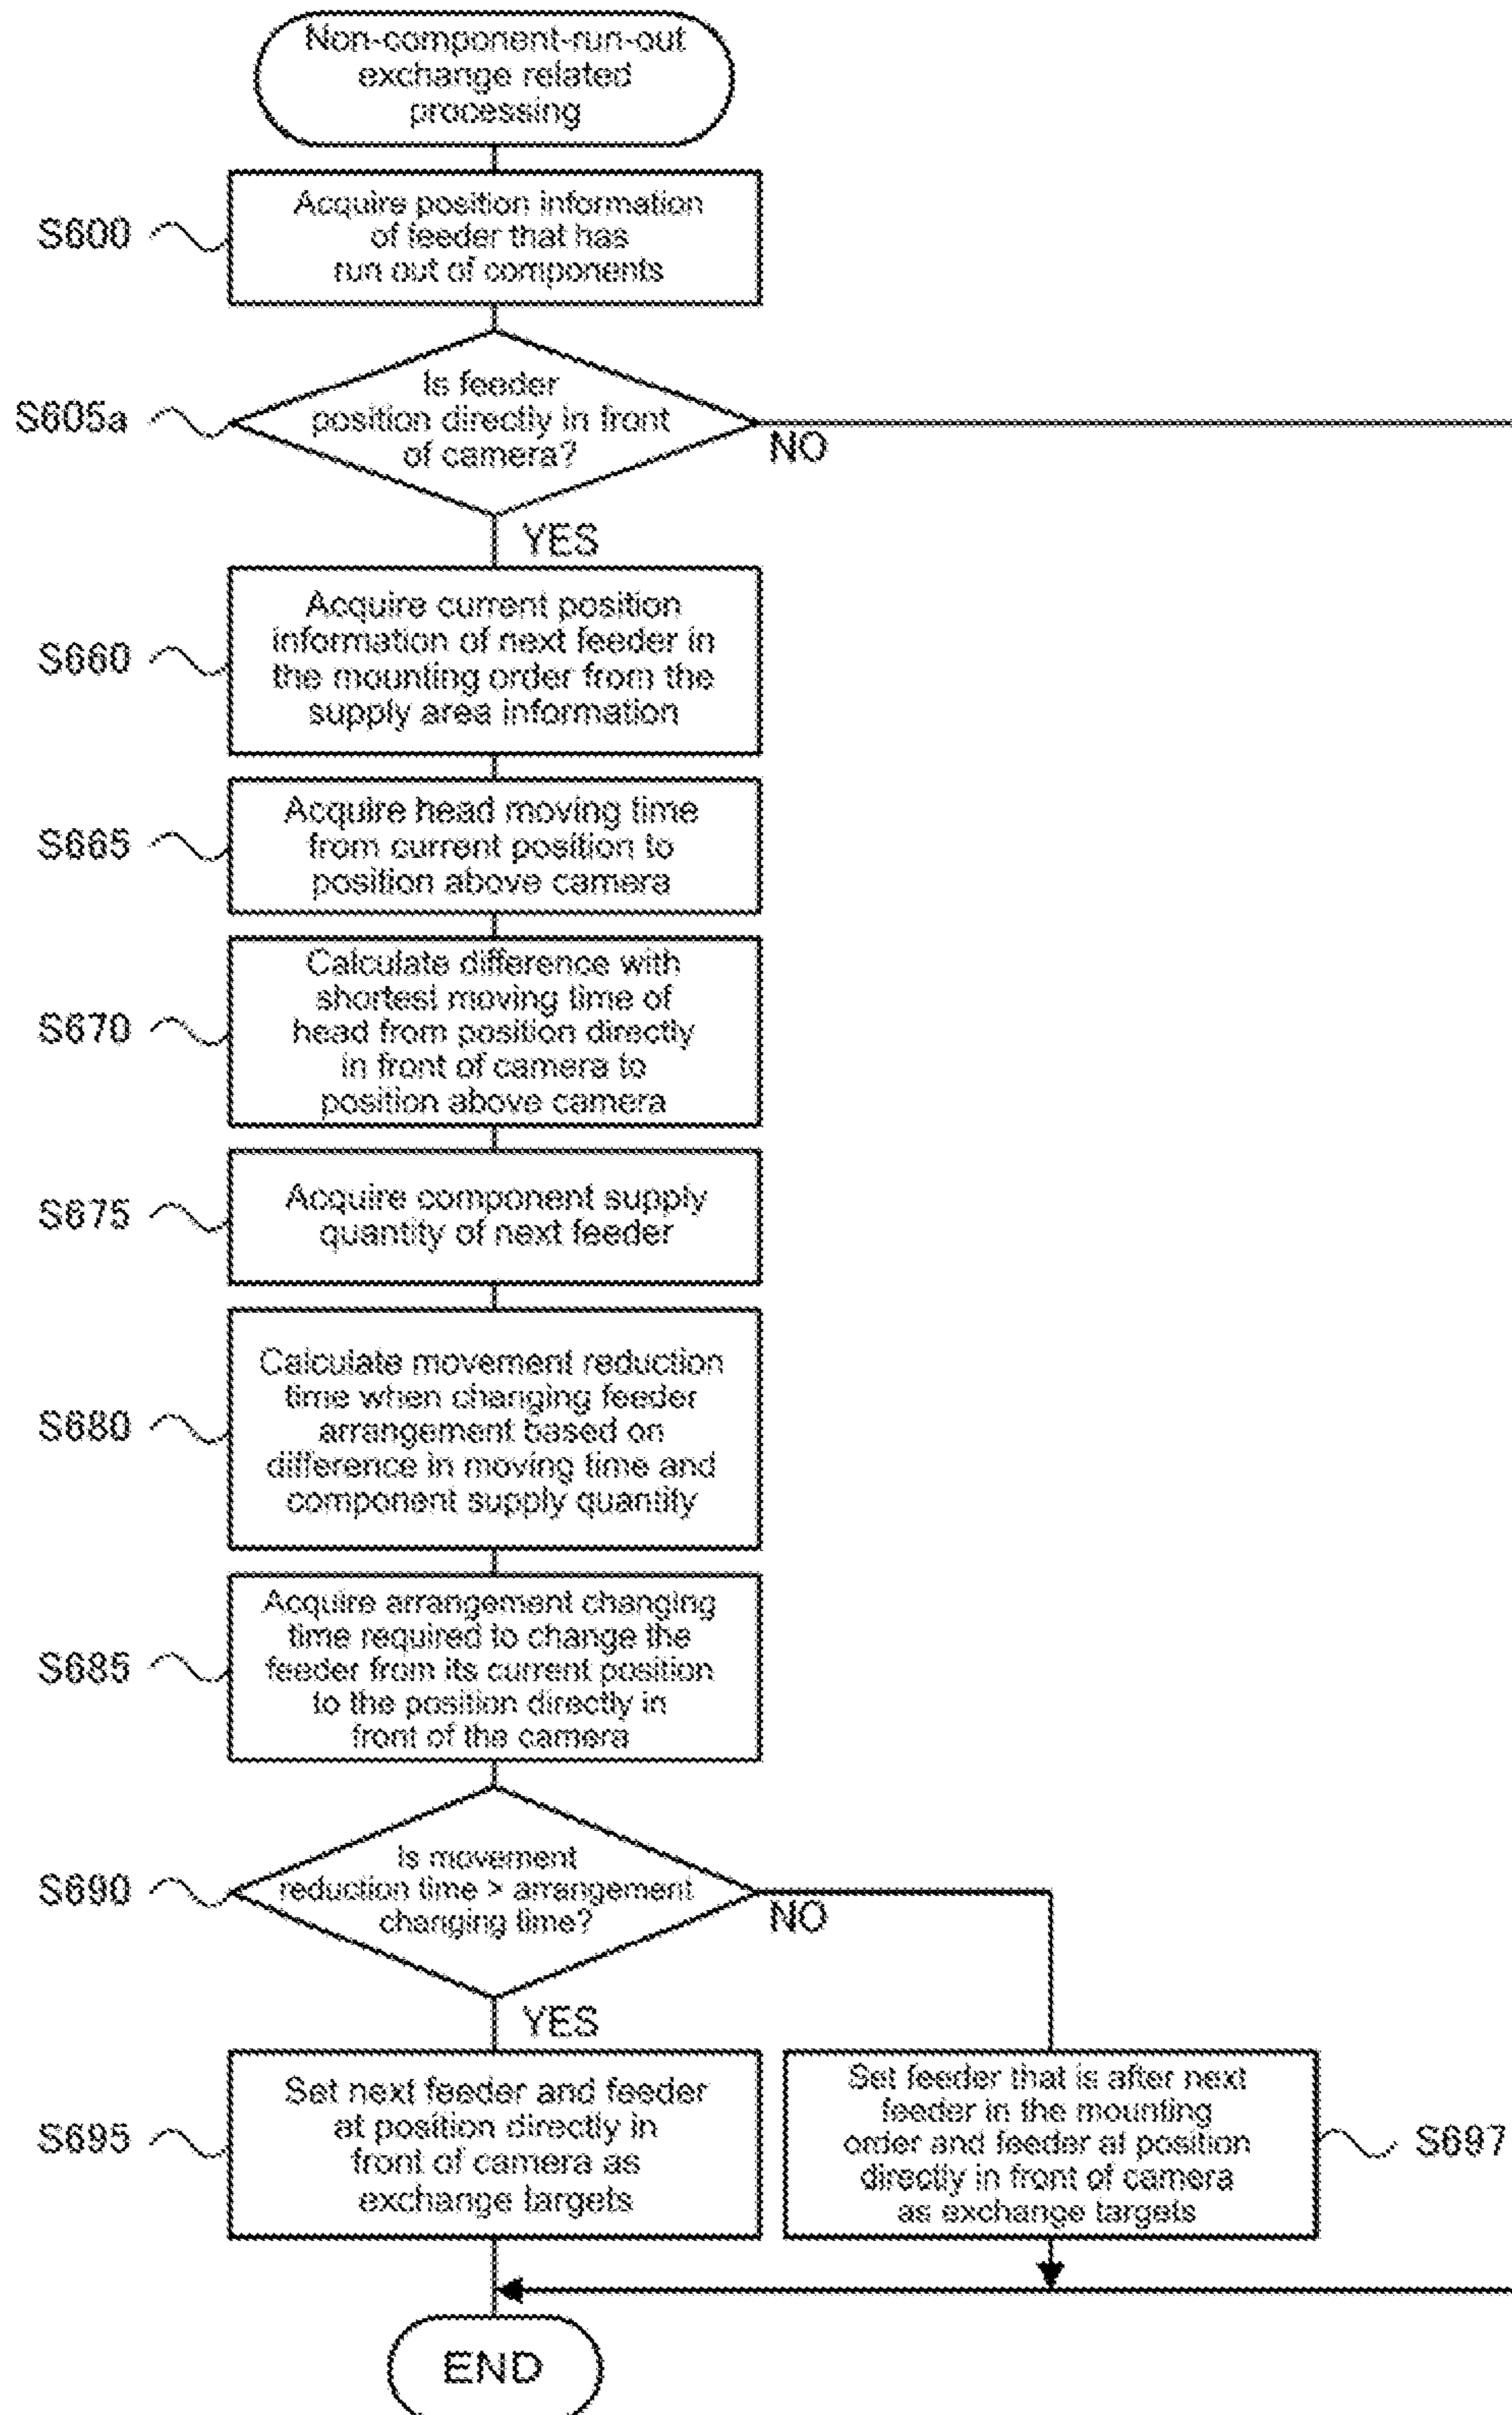 Non-component-run-out
exchange related
processing
S600
Acquire position information
of feeder that has
run out of components
S605a
Is feeder
position directly in front
of camera?
NO
YES
S660
Acquire current position
information of next feeder in
the mounting order from the
supply area information
S665
Acquire head moving time
from current position to
position above camera
S670
Calculate difference with
shortest moving time of
head from position directly
in front of camera to
position above camera
S675
Acquire component supply
quantity of next feeder
S680
Calculate movement reduction
time when changing feeder
arrangement based on
difference in moving time and
component supply quantity
S685
Acquire arrangement changing
time required to change the
feeder from its current position
to the position directly in
front of the camera
S690
Is movement
reduction time > arrangement
changing time?
NO
YES
S695
Set next feeder and feeder
at position directly in
front of camera as
exchange targets
Set feeder that is after next
feeder in the mounting
order and feeder at position
directly in front of camera
as exchange targets
S697
END